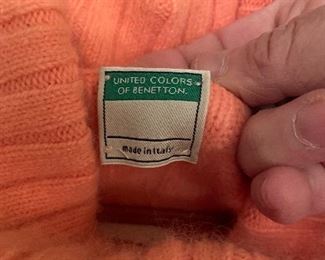 UNITED COLORS
OF BENETTON.
made in Italy